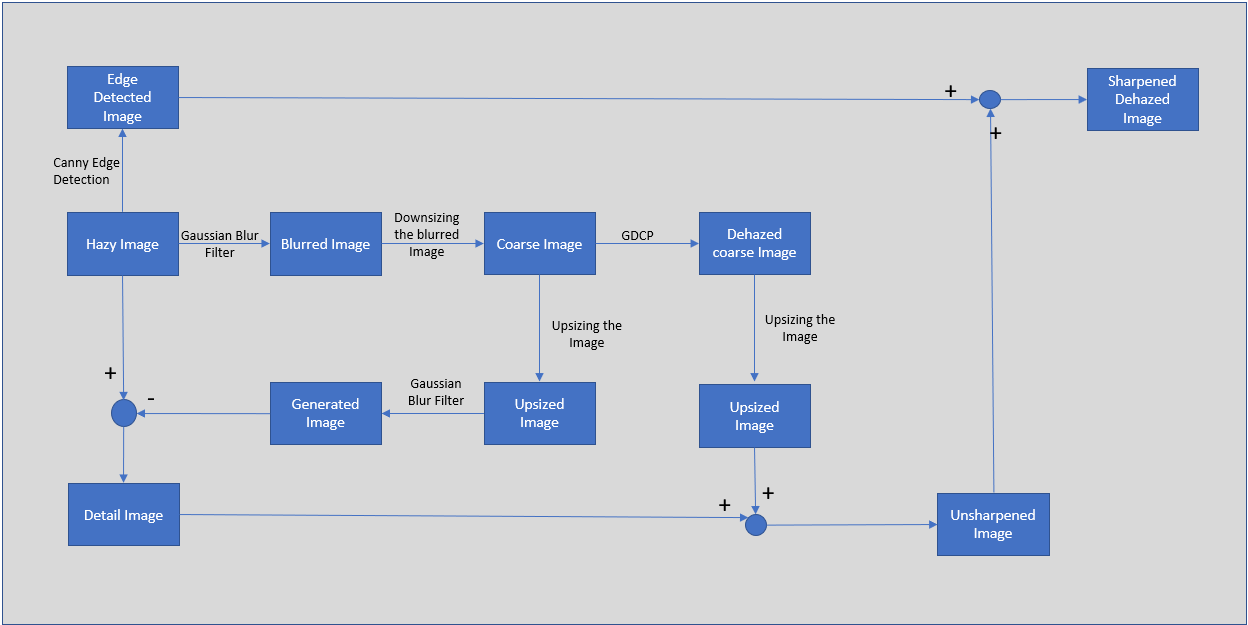 Edge
Detected
Image
+
Sharpened
Dehazed
Image
+
Canny Edge
Detection
Hazy Image
Gaussian Blur
Filter
Blurred Image
Downsizing
the blurred
Image
Coarse Image
GDCP
Dehazed
coarse Image
Upsizing the
Image
Upsizing the
Image
+
-
Generated
Image
Gaussian
Blur Filter
Upsized
Image
Upsized
Image
Detail Image
+
+
Unsharpened
Image